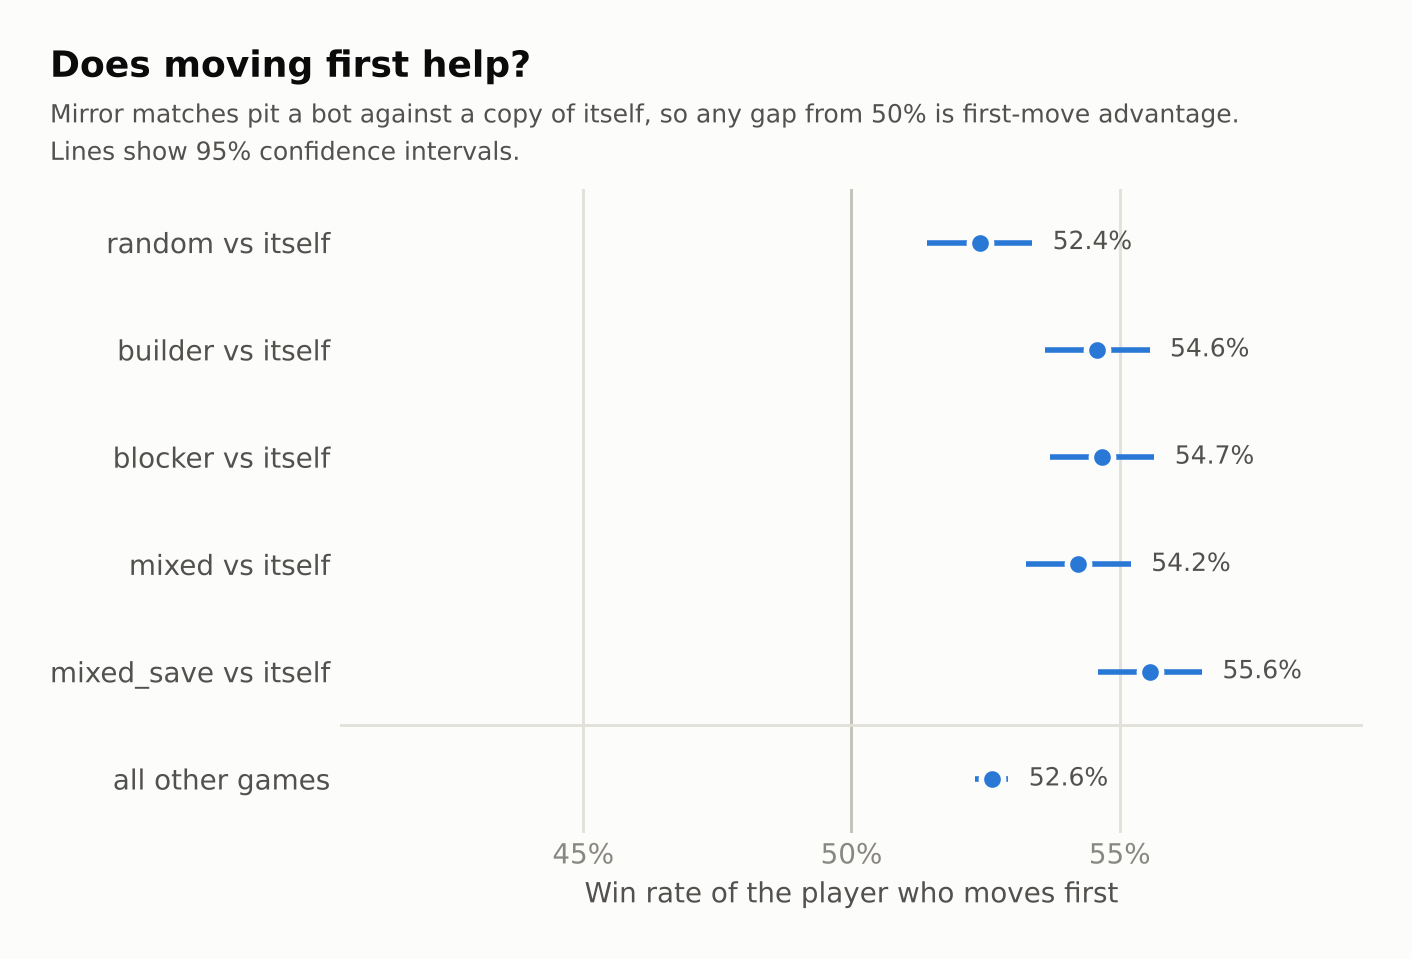 Does moving first help?
Mirror matches pit a bot against a copy of itself, so any gap from 50% is first-move advantage.
Lines show 95% confidence intervals.
random vs itself 52.4%
builder vs itself 54.6%
blocker vs itself 54.7%
mixed vs itself 54.2%
mixed_save vs itself 55.6%
all other games 52.6%
45% 50% 55%
Win rate of the player who moves first